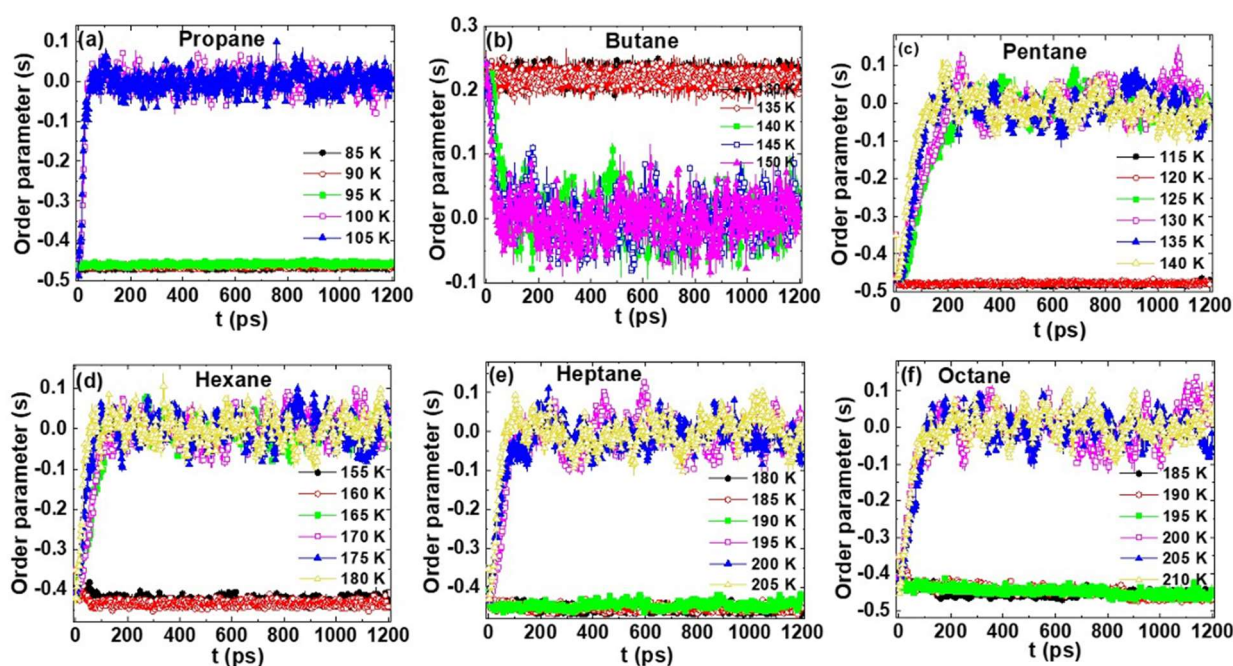 (a) Propane
Order parameter (s)
0.1
0.0
-0.1
-0.2
-0.3
-0.4
-0.5
85 K
90 K
95 K
100 K
105 K
0 200 400 600 800 1000 1200
t (ps)
(b) Butane
Order parameter (s)
0.3
0.2
0.1
0.0
-0.1
130 K
135 K
140 K
145 K
150 K
0 200 400 600 800 1000 1200
t (ps)
(c) Pentane
Order parameter (s)
0.1
0.0
-0.1
-0.2
-0.3
-0.4
-0.5
115 K
120 K
125 K
130 K
135 K
140 K
0 200 400 600 800 1000 1200
t (ps)
(d) Hexane
Order parameter (s)
0.1
0.0
-0.1
-0.2
-0.3
-0.4
155 K
160 K
165 K
170 K
175 K
180 K
0 200 400 600 800 1000 1200
t (ps)
(e) Heptane
Order parameter (s)
0.1
0.0
-0.1
-0.2
-0.3
-0.4
180 K
185 K
190 K
195 K
200 K
205 K
0 200 400 600 800 1000 1200
t (ps)
(f) Octane
Order parameter (s)
0.1
0.0
-0.1
-0.2
-0.3
-0.4
-0.5
185 K
190 K
195 K
200 K
205 K
210 K
0 200 400 600 800 1000 1200
t (ps)